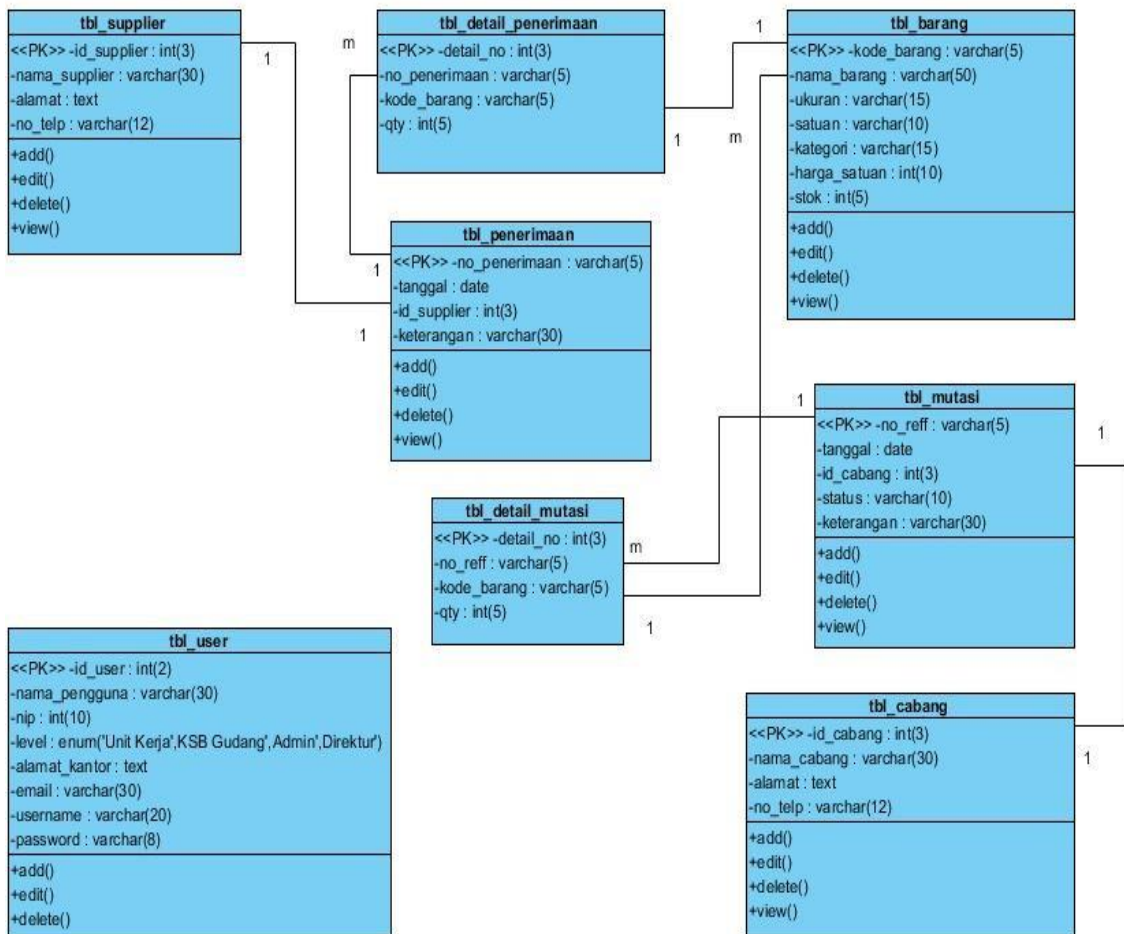 tbl_supplier
<<PK>> -id_supplier : int(3)
-nama_supplier : varchar(30)
-alamat : text
-no_telp : varchar(12)
+add()
+edit()
+delete()
+view()
1
m
tbl_detail_penerimaan
<<PK>> -detail_no : int(3)
-no_penerimaan : varchar(5)
-kode_barang : varchar(5)
-qty : int(5)
1
1
m
tbl_barang
<<PK>> -kode_barang : varchar(5)
-nama_barang : varchar(50)
-ukuran : varchar(15)
-satuan : varchar(10)
-kategori : varchar(15)
-harga_satuan : int(10)
-stok : int(5)
+add()
+edit()
+delete()
+view()
1
1
tbl_penerimaan
<<PK>> -no_penerimaan : varchar(5)
-tanggal : date
-id_supplier : int(3)
-keterangan : varchar(30)
+add()
+edit()
+delete()
+view()
1
tbl_mutasi
<<PK>> -no_reff : varchar(5)
-tanggal : date
-id_cabang : int(3)
-status : varchar(10)
-keterangan : varchar(30)
+add()
+edit()
+delete()
+view()
1
tbl_detail_mutasi
<<PK>> -detail_no : int(3)
-no_reff : varchar(5)
-kode_barang : varchar(5)
-qty : int(5)
m
1
tbl_user
<<PK>> -id_user : int(2)
-nama_pengguna : varchar(30)
-nip : int(10)
-level : enum('Unit Kerja',KSB Gudang',Admin',Direktur')
-alamat_kantor : text
-email : varchar(30)
-username : varchar(20)
-password : varchar(8)
+add()
+edit()
+delete()
tbl_cabang
<<PK>> -id_cabang : int(3)
-nama_cabang : varchar(30)
-alamat : text
-no_telp : varchar(12)
+add()
+edit()
+delete()
+view()
1